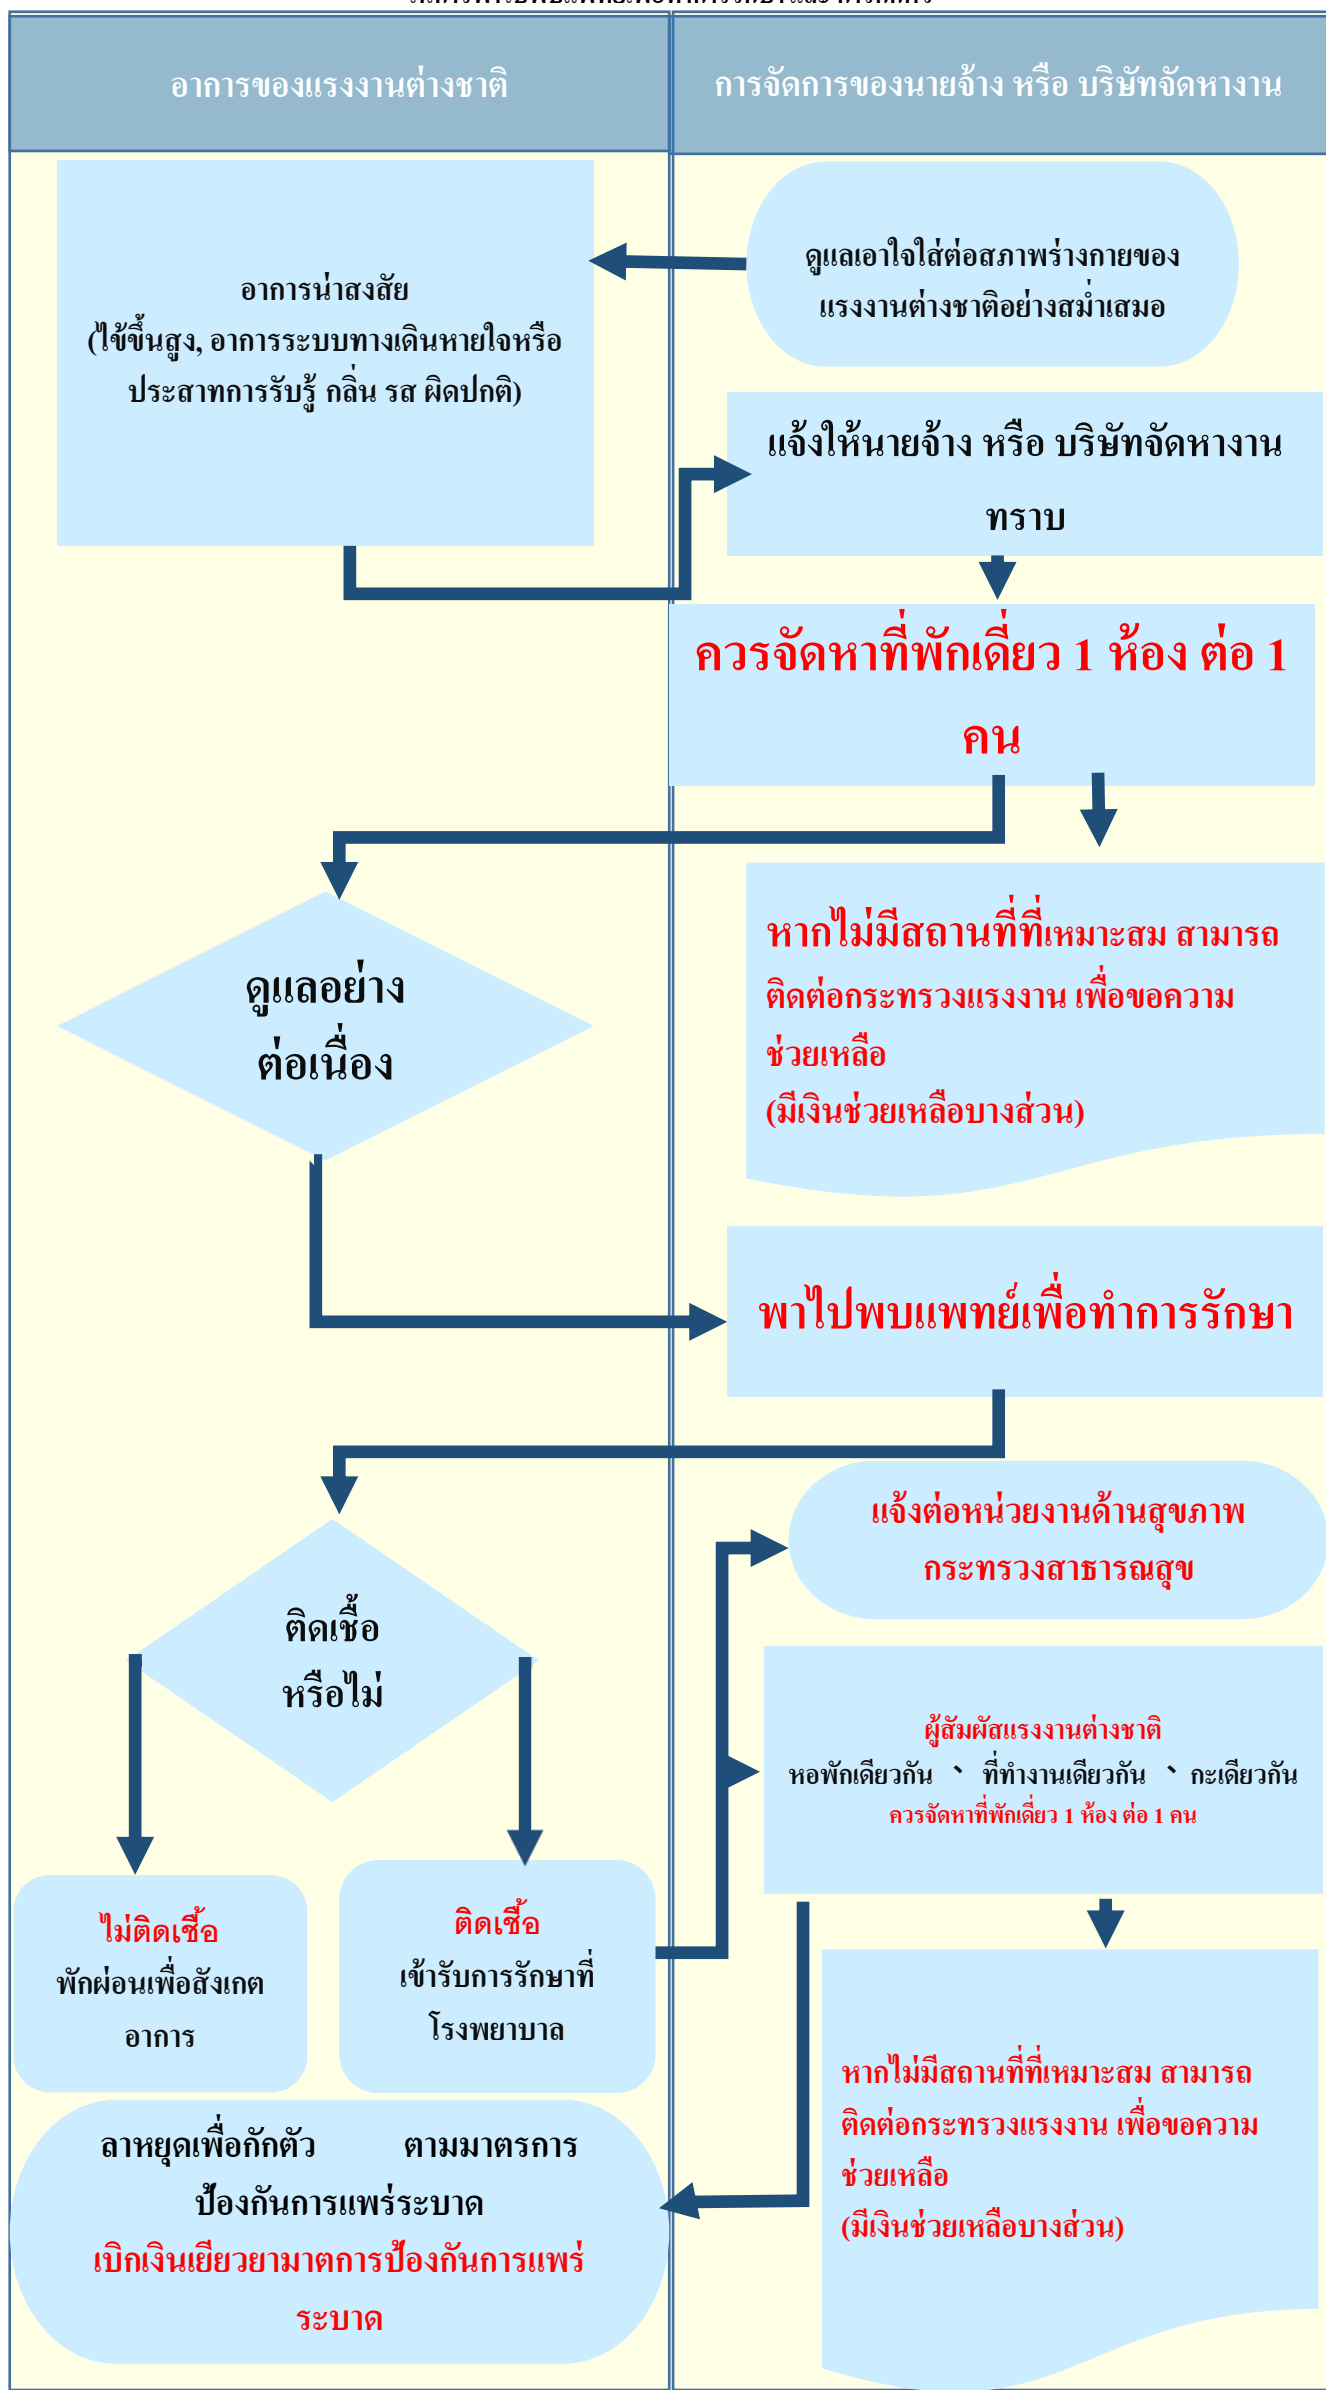 อาการของแรงงานต่างชาติ
การจัดการของนายจ้าง หรือ บริษัทจัดหางาน
ดูแลเอาใจใส่ต่อสภาพร่างกายของ
แรงงานต่างชาติอย่างสม่ำเสมอ
อาการน่าสงสัย
(ไข้ขึ้นสูง, อาการระบบทางเดินหายใจหรือ
ประสาทการรับรู้ กลิ่น รส ผิดปกติ)
แจ้งให้นายจ้าง หรือ บริษัทจัดหางาน
ทราบ
ควรจัดหาที่พักเดี่ยว 1 ห้อง ต่อ 1
คน
หากไม่มีสถานที่ที่เหมาะสม สามารถ
ติดต่อกระทรวงแรงงาน เพื่อขอความ
ช่วยเหลือ
(มีเงินช่วยเหลือบางส่วน)
ดูแลอย่าง
ต่อเนื่อง
พาไปพบแพทย์เพื่อทำการรักษา
ติดเชื้อ
หรือไม่
แจ้งต่อหน่วยงานด้านสุขภาพ
กระทรวงสาธารณสุข
ผู้สัมผัสแรงงานต่างชาติ
หอพักเดียวกัน 、 ที่ทำงานเดียวกัน 、 กะเดียวกัน
ควรจัดหาที่พักเดี่ยว 1 ห้อง ต่อ 1 คน
ไม่ติดเชื้อ
พักผ่อนเพื่อสังเกต
อาการ
ติดเชื้อ
เข้ารับการรักษาที่
โรงพยาบาล
หากไม่มีสถานที่ที่เหมาะสม สามารถ
ติดต่อกระทรวงแรงงาน เพื่อขอความ
ช่วยเหลือ
(มีเงินช่วยเหลือบางส่วน)
ลาหยุดเพื่อกักตัว ตามมาตรการ
ป้องกันการแพร่ระบาด
เบิกเงินเยียวยามาตการป้องกันการแพร่
ระบาด